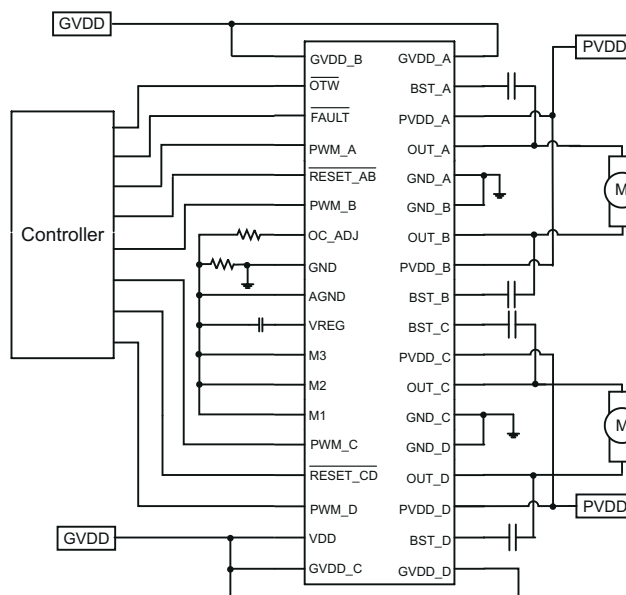 GVDD
PVDD
GVDD_B
GVDD_A
OTW
BST_A
FAULT
PVDD_A
PWM_A
OUT_A
RESET_AB
GND_A
PWM_B
GND_B
Controller
OC_ADJ
OUT_B
GND
PVDD_B
AGND
BST_B
VREG
BST_C
M3
PVDD_C
M2
OUT_C
M1
GND_C
PWM_C
GND_D
RESET_CD
OUT_D
PWM_D
PVDD_D
PVDD
GVDD
VDD
BST_D
GVDD_C
GVDD_D
M
M